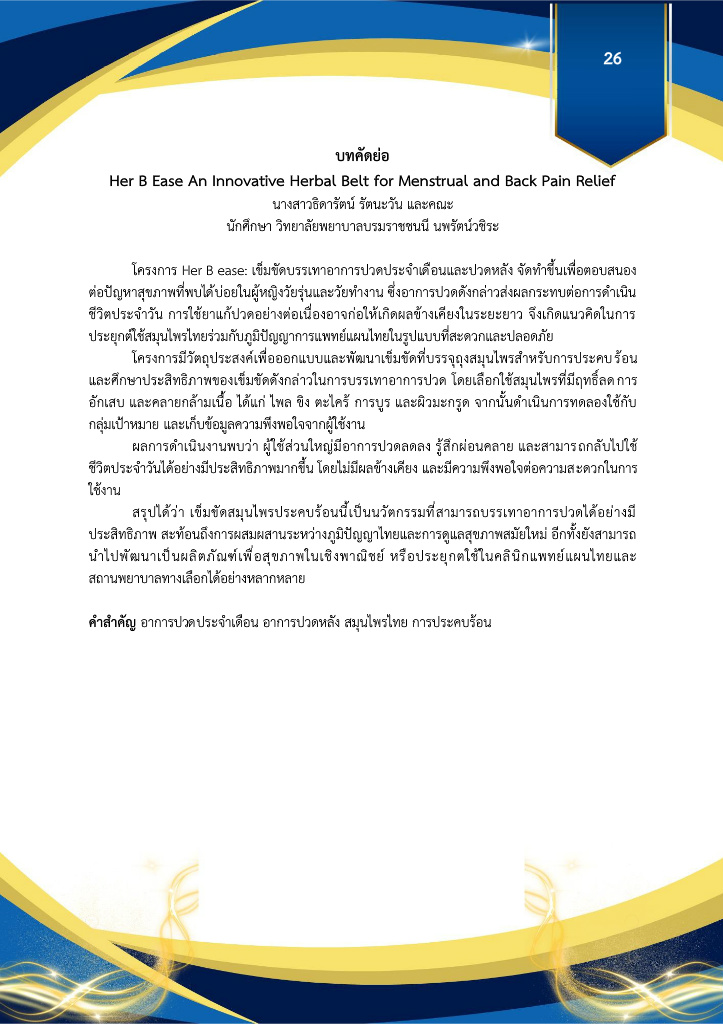 26
บทคัดย่อ
Her B Ease An Innovative Herbal Belt for Menstrual and Back Pain Relief
นางสาวธิดารัตน์ รัตนะวัน และคณะ
นักศึกษา วิทยาลัยพยาบาลบรมราชชนนี นพรัตน์วชิระ
โครงการ Her B ease: เข็มขัดบรรเทาอาการปวดประจำเดือนและปวดหลัง จัดทำขึ้นเพื่อตอบสนอง
ต่อปัญหาสุขภาพที่พบได้บ่อยในผู้หญิงวัยรุ่นและวัยทำงาน ซึ่งอาการปวดดังกล่าวส่งผลกระทบต่อการดำเนิน
ชีวิตประจำวัน การใช้ยาแก้ปวดอย่างต่อเนื่องอาจก่อให้เกิดผลข้างเคียงในระยะยาว จึงเกิดแนวคิดในการ
ประยุกต์ใช้สมุนไพรไทยร่วมกับภูมิปัญญาการแพทย์แผนไทยในรูปแบบที่สะดวกและปลอดภัย
โครงการมีวัตถุประสงค์เพื่อออกแบบและพัฒนาเข็มขัดที่บรรจุถุงสมุนไพรสำหรับการประคบร้อน
และศึกษาประสิทธิภาพของเข็มขัดดังกล่าวในการบรรเทาอาการปวด โดยเลือกใช้สมุนไพรที่มีฤทธิ์ลดการ
อักเสบ และคลายกล้ามเนื้อ ได้แก่ ไพล ขิง ตะไคร้ การบูร และผิวมะกรูด จากนั้นดำเนินการทดลองใช้กับ
กลุ่มเป้าหมาย และเก็บข้อมูลความพึงพอใจจากผู้ใช้งาน
ผลการดำเนินงานพบว่า ผู้ใช้ส่วนใหญ่มีอาการปวดลดลง รู้สึกผ่อนคลาย และสามารถกลับไปใช้
ชีวิตประจำวันได้อย่างมีประสิทธิภาพมากขึ้น โดยไม่มีผลข้างเคียง และมีความพึงพอใจต่อความสะดวกในการ
ใช้งาน
สรุปได้ว่า เข็มขัดสมุนไพรประคบร้อนนี้เป็นนวัตกรรมที่สามารถบรรเทาอาการปวดได้อย่างมี
ประสิทธิภาพ สะท้อนถึงการผสมผสานระหว่างภูมิปัญญาไทยและการดูแลสุขภาพสมัยใหม่ อีกทั้งยังสามารถ
นำไปพัฒนาเป็นผลิตภัณฑ์เพื่อสุขภาพในเชิงพาณิชย์ หรือประยุกตใช้ในคลินิกแพทย์แผนไทยและ
สถานพยาบาลทางเลือกได้อย่างหลากหลาย
คำสำคัญ อาการปวดประจำเดือน อาการปวดหลัง สมุนไพรไทย การประคบร้อน